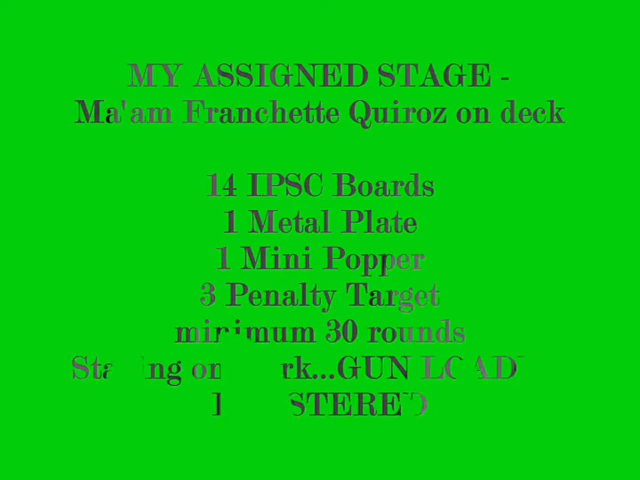 MY ASSIGNED STAGE -
Ma'am Franchette Quiroz on deck
14 IPSC Boards
1 Metal Plate
1 Mini Popper
3 Penalty Target
minimum 30 rounds
GUN